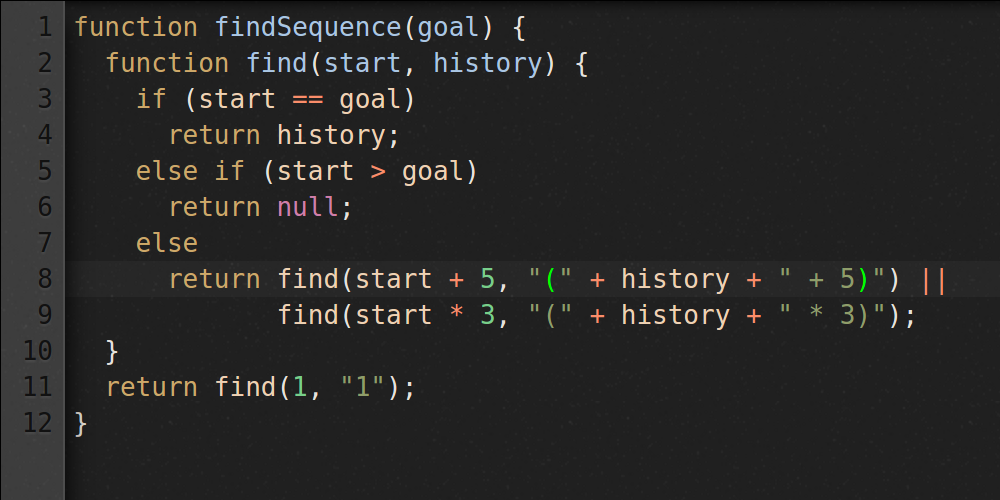 1 function findSequence(goal) {
2   function find(start, history) {
3     if (start == goal)
4       return history;
5     else if (start > goal)
6       return null;
7     else
8       return find(start + 5, "(" + history + " + 5)") ||
9              find(start * 3, "(" + history + " * 3)");
10   }
11   return find(1, "1");
12 }